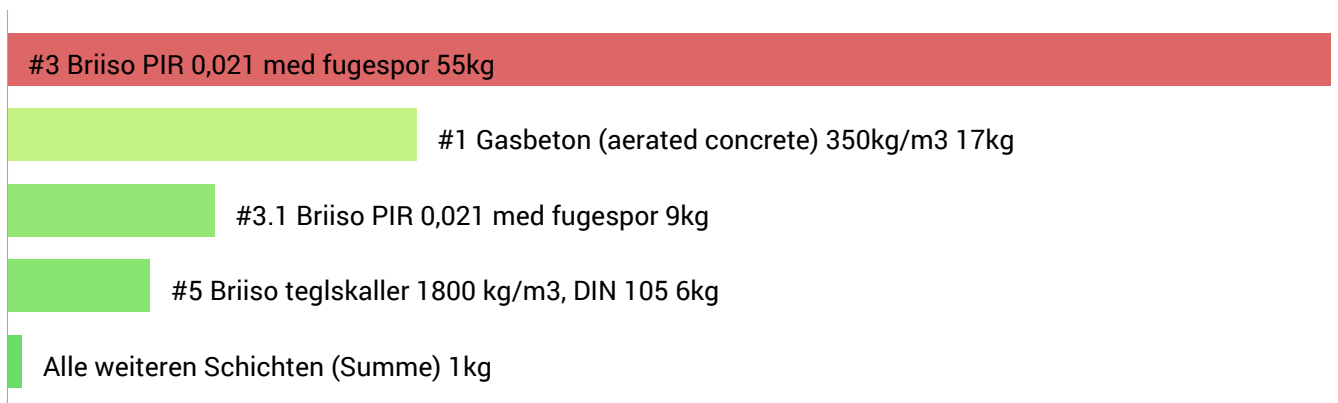 #3 Briiso PIR 0,021 med fugespor 55kg
#1 Gasbeton (aerated concrete) 350kg/m3 17kg
#3.1 Briiso PIR 0,021 med fugespor 9kg
#5 Briiso teglskaller 1800 kg/m3, DIN 105 6kg
Alle weiteren Schichten (Summe) 1kg